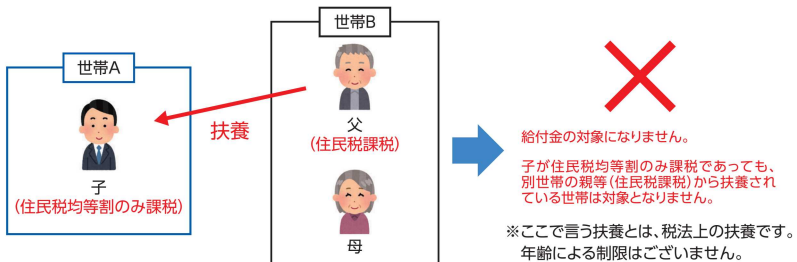 世帯B
世帯A
扶養
父
(住民税課税)
子
(住民税均等割のみ課税)
母
給付金の対象になりません。
子が住民税均等割のみ課税であっても、
別世帯の親等(住民税課税)から扶養され
ている世帯は対象となりません。
※ここで言う扶養とは、税法上の扶養です。
年齢による制限はございません。